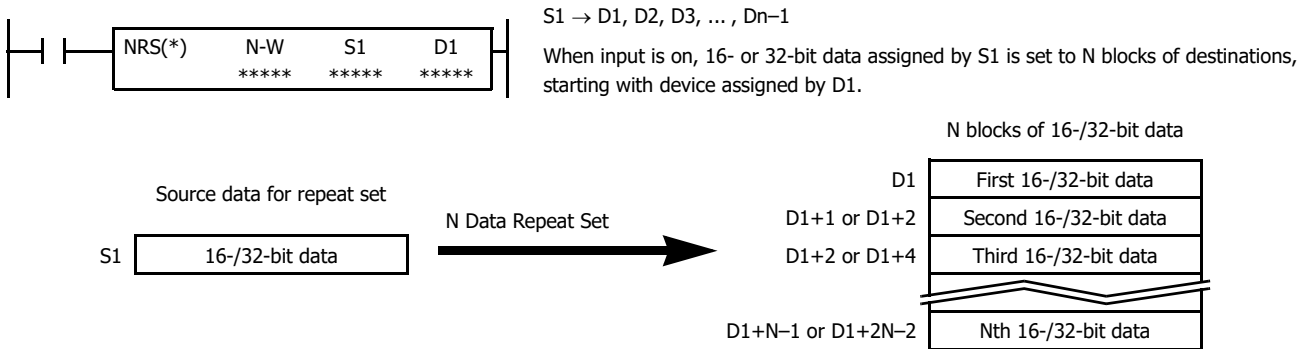 S1 → D1, D2, D3, ... , Dn–1
NRS(*) N-W S1 D1
***** ***** *****
When input is on, 16- or 32-bit data assigned by S1 is set to N blocks of destinations,
starting with device assigned by D1.
N blocks of 16-/32-bit data
Source data for repeat set
S1 16-/32-bit data
N Data Repeat Set
D1 First 16-/32-bit data
D1+1 or D1+2 Second 16-/32-bit data
D1+2 or D1+4 Third 16-/32-bit data
D1+N–1 or D1+2N–2 Nth 16-/32-bit data